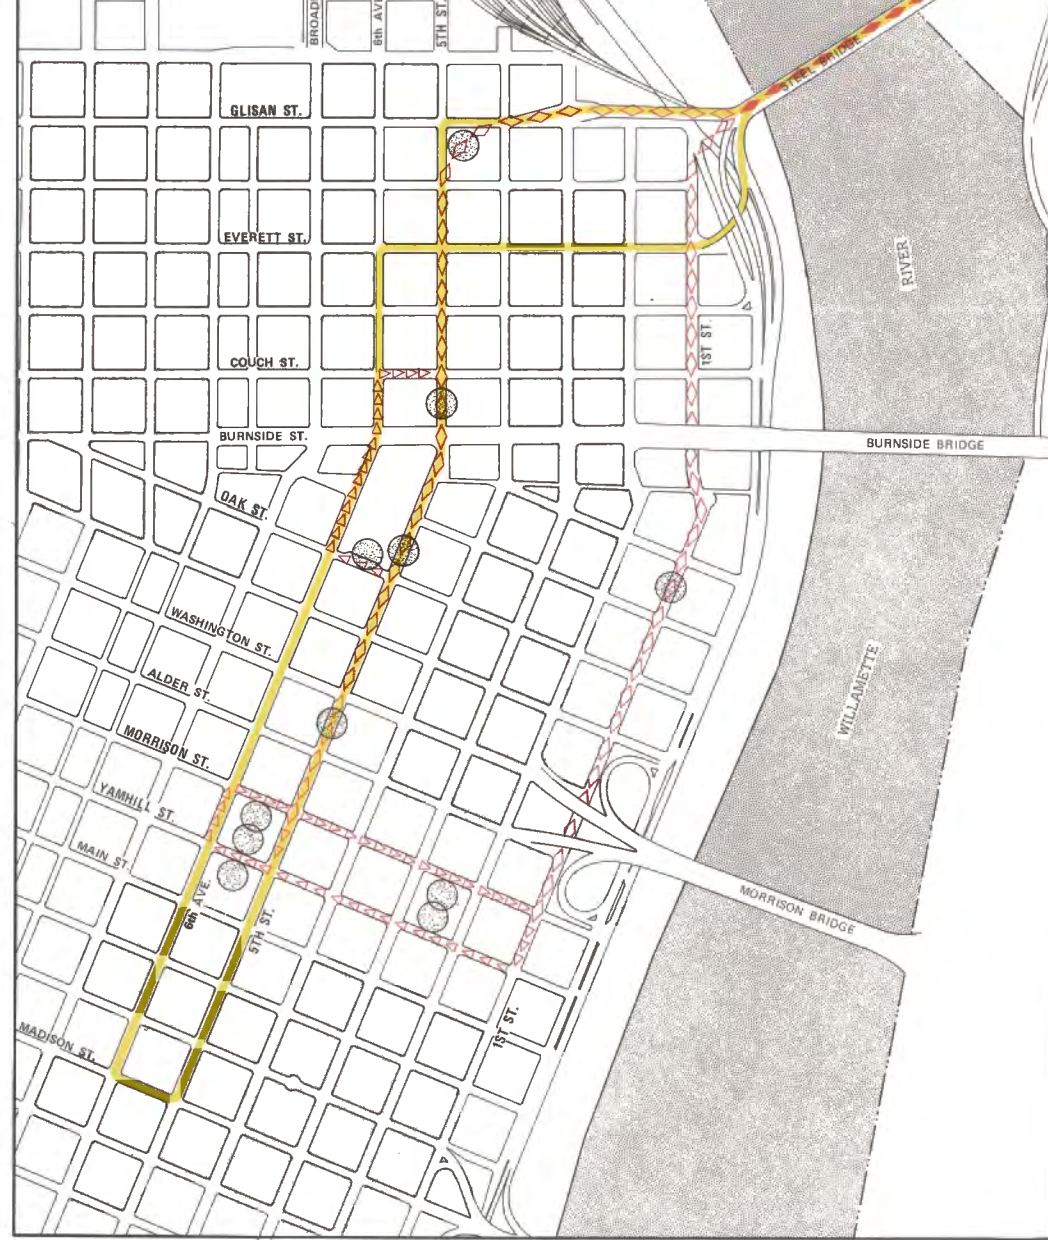 BROAD
6th AVE
5TH ST.
STEEL BRIDGE
GLISAN ST.
EVERETT ST.
RIVER
1ST ST.
COUCH ST.
BURNSIDE ST.
BURNSIDE BRIDGE
OAK ST.
WASHINGTON ST.
WILLAMETTE
ALDER ST.
MORRISON ST.
YAMHILL ST.
MAIN ST.
6th AVE.
MORRISON BRIDGE
5TH ST.
1ST ST.
MADISON ST.